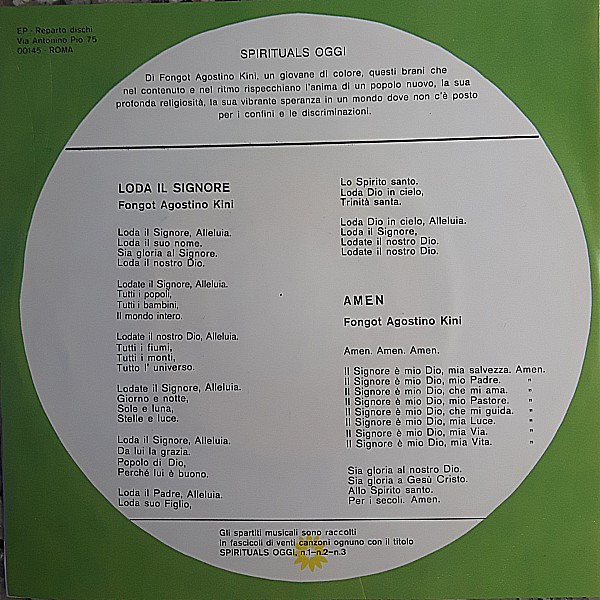 EP - Reparto dischi
Via Antonino Pio 75
00145 - ROMA
SPIRITUALS OGGI
Di Fongot Agostino Kini, un giovane di colore, questi brani che
nel contenuto e nel ritmo rispecchiano l'anima di un popolo nuovo, la sua
profonda religiosità, la sua vibrante speranza in un mondo dove non c'è posto
per i confini e le discriminazioni.
LODA IL SIGNORE
Fongot Agostino Kini
Loda il Signore, Alleluia.
Loda il suo nome.
Sia gloria al Signore.
Loda il nostro Dio.
Lodate il Signore, Alleluia.
Tutti i popoli,
Tutti i bambini,
Il mondo intero.
Lodate il nostro Dio, Alleluia.
Tutti i fiumi,
Tutti i monti,
Tutto l' universo.
Lodate il Signore, Alleluia.
Giorno e notte,
Sole e luna,
Stelle e luce.
Loda il Signore, Alleluia.
Da lui la grazia.
Popolo di Dio,
Perché lui è buono.
Loda il Padre, Alleluia.
Loda suo Figlio,
Lo Spirito santo.
Loda Dio in cielo,
Trinità santa.
Loda Dio in cielo, Alleluia.
Loda il Signore,
Lodate il nostro Dio.
Lodate il nostro Dio.
AMEN
Fongot Agostino Kini
Amen. Amen. Amen.
Il Signore è mio Dio, mia salvezza. Amen.
Il Signore è mio Dio, mio Padre. "
Il Signore è mio Dio, che mi ama. "
Il Signore è mio Dio, mio Pastore. "
Il Signore è mio Dio, che mi guida. "
Il Signore è mio Dio, mia Luce. "
Il Signore è mio Dio, mia Via. "
Il Signore è mio Dio, mia Vita. "
Sia gloria al nostro Dio.
Sia gloria a Gesù Cristo.
Allo Spirito santo.
Per i secoli. Amen.
Gli spartiti musicali sono raccolti
in fascicoli di venti canzoni ognuno con il titolo
SPIRITUALS OGGI, n.1-n.2-n.3